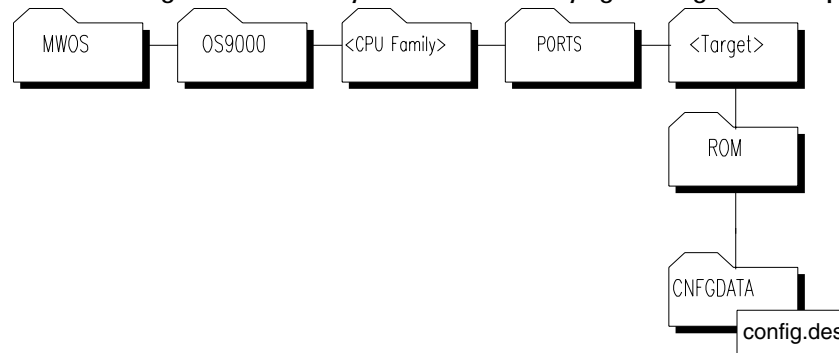 MWOS OS9000 <CPU Family> PORTS <Target>
ROM
CNFGDATA
config.des